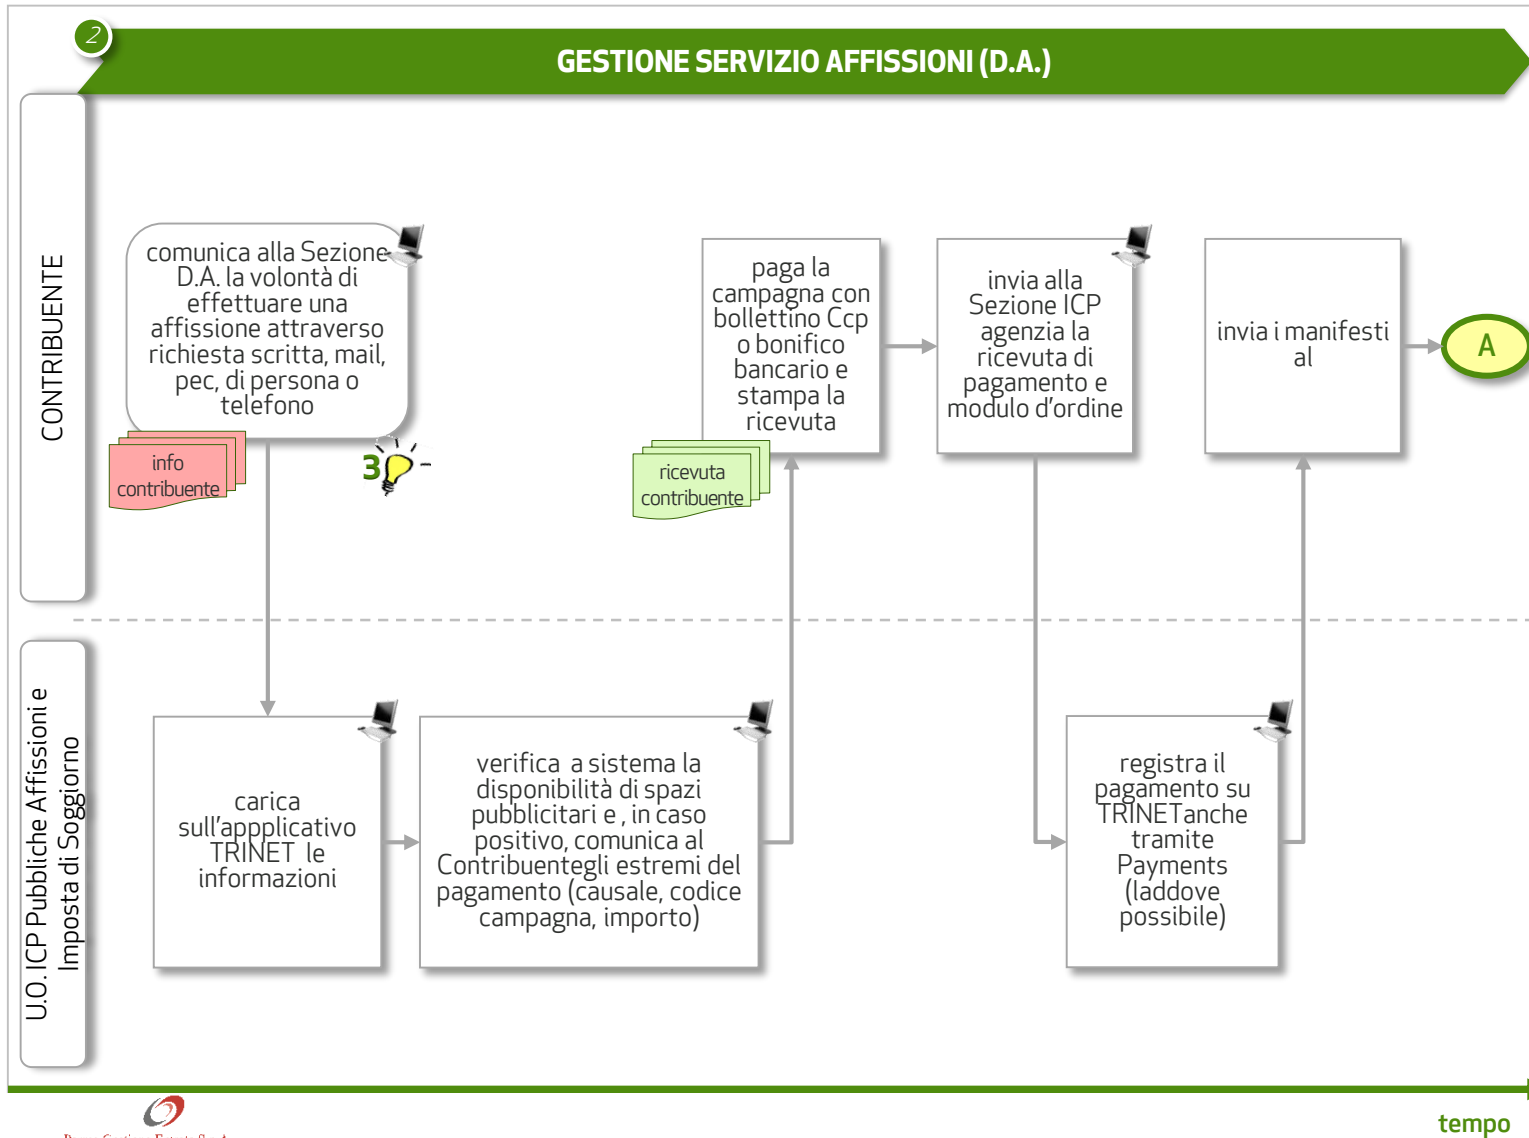 2
GESTIONE SERVIZIO AFFISSIONI (D.A.)
CONTRIBUENTE
comunica alla Sezione
D.A. la volontà di
effettuare una
affissione attraverso
richiesta scritta, mail,
pec, di persona o
telefono
info
contribuente
3
paga la
campagna con
bollettino Ccp
o bonifico
bancario e
stampa la
ricevuta
ricevuta
contribuente
invia alla
Sezione ICP
agenzia la
ricevuta di
pagamento e
modulo d'ordine
invia i manifesti
al
A
U.O. ICP Pubbliche Affissioni e
Imposta di Soggiorno
carica
sull'appplicativo
TRINET le
informazioni
verifica a sistema la
disponibilità di spazi
pubblicitari e , in caso
positivo, comunica al
Contribuentegli estremi del
pagamento (causale, codice
campagna, importo)
registra il
pagamento su
TRINETanche
tramite
Payments
(laddove
possibile)
tempo